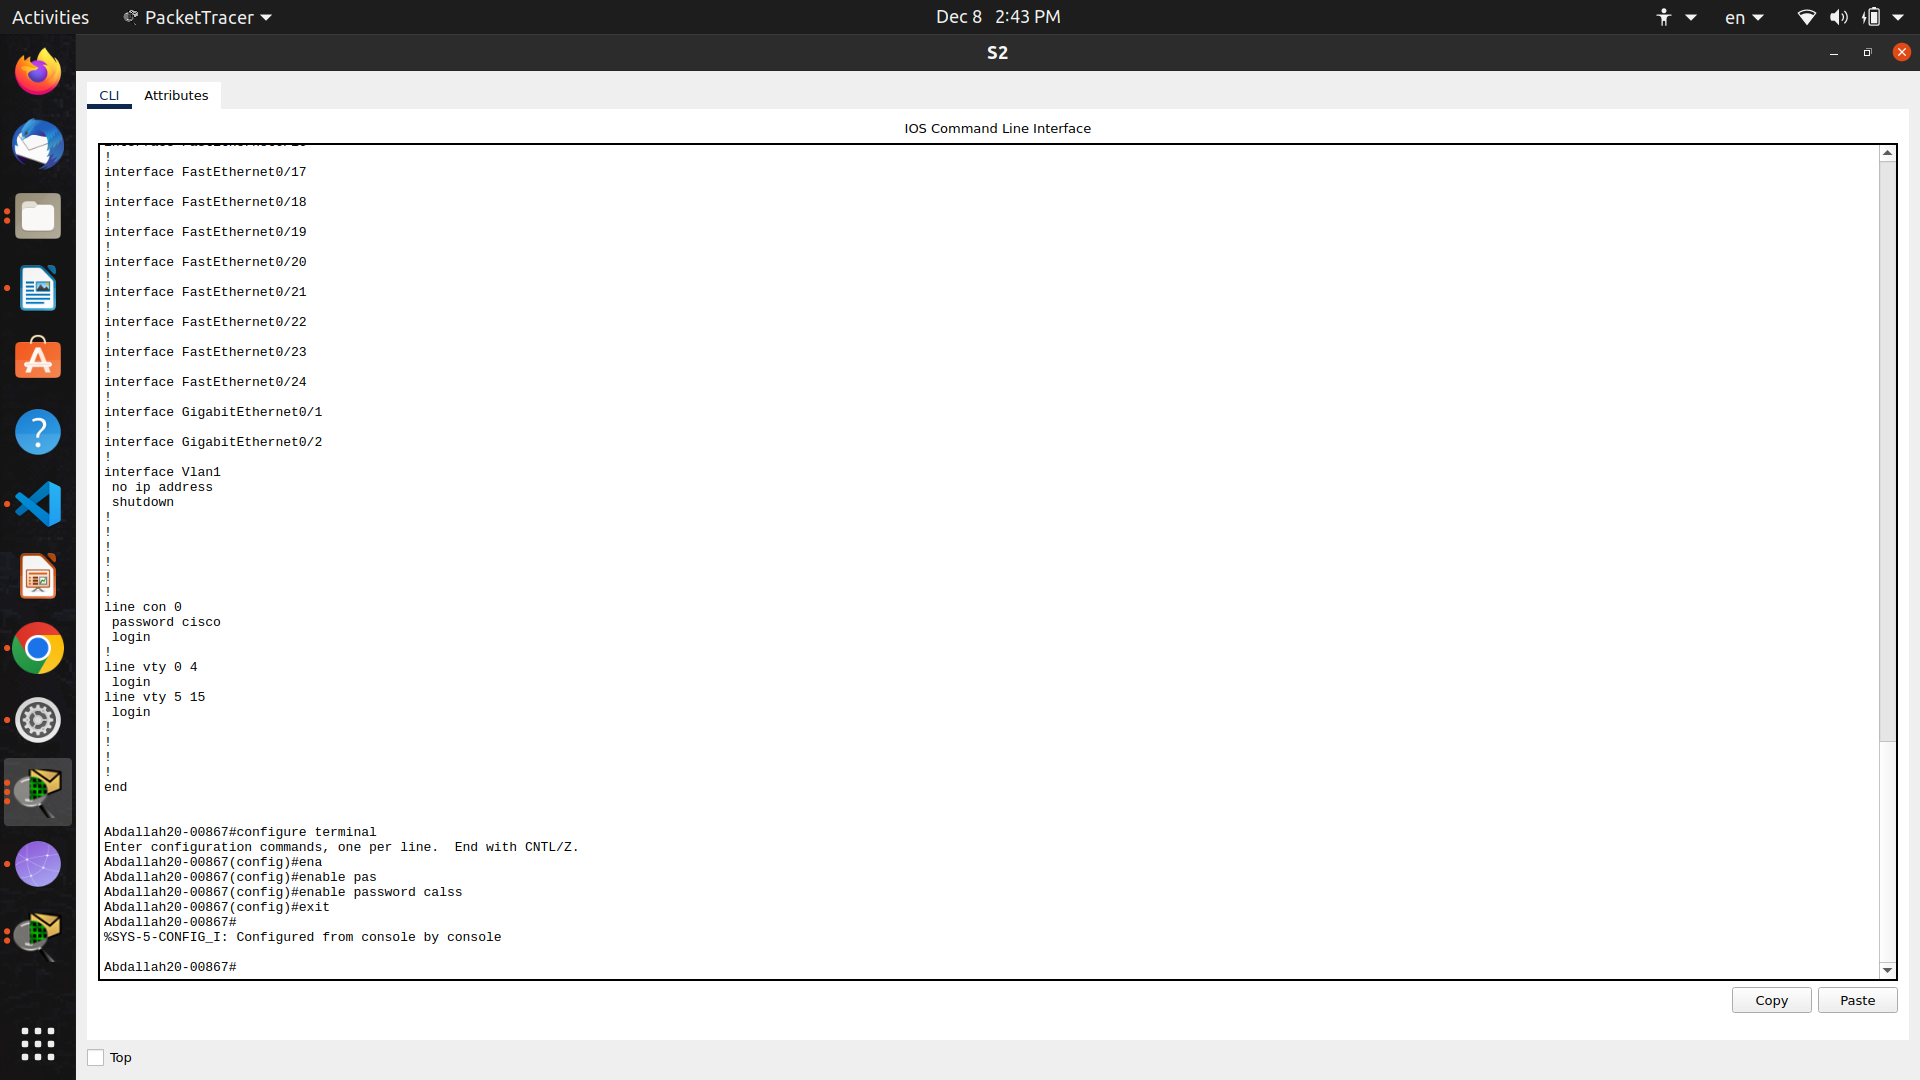 Activities
PacketTracer
Dec 8 2:43 PM
en
S2
CLI
Attributes
IOS Command Line Interface
!
interface FastEthernet0/17
!
interface FastEthernet0/18
!
interface FastEthernet0/19
!
interface FastEthernet0/20
!
interface FastEthernet0/21
!
interface FastEthernet0/22
!
interface FastEthernet0/23
!
interface FastEthernet0/24
!
interface GigabitEthernet0/1
!
interface GigabitEthernet0/2
!
interface Vlan1
 no ip address
 shutdown
!
!
!
!
!
!
line con 0
 password cisco
 login
!
line vty 0 4
 login
line vty 5 15
 login
!
!
!
!
end
Abdallah20-00867#configure terminal
Enter configuration commands, one per line.  End with CNTL/Z.
Abdallah20-00867(config)#ena
Abdallah20-00867(config)#enable pas
Abdallah20-00867(config)#enable password calss
Abdallah20-00867(config)#exit
Abdallah20-00867#
%SYS-5-CONFIG_I: Configured from console by console
Abdallah20-00867#
Copy
Paste
Top